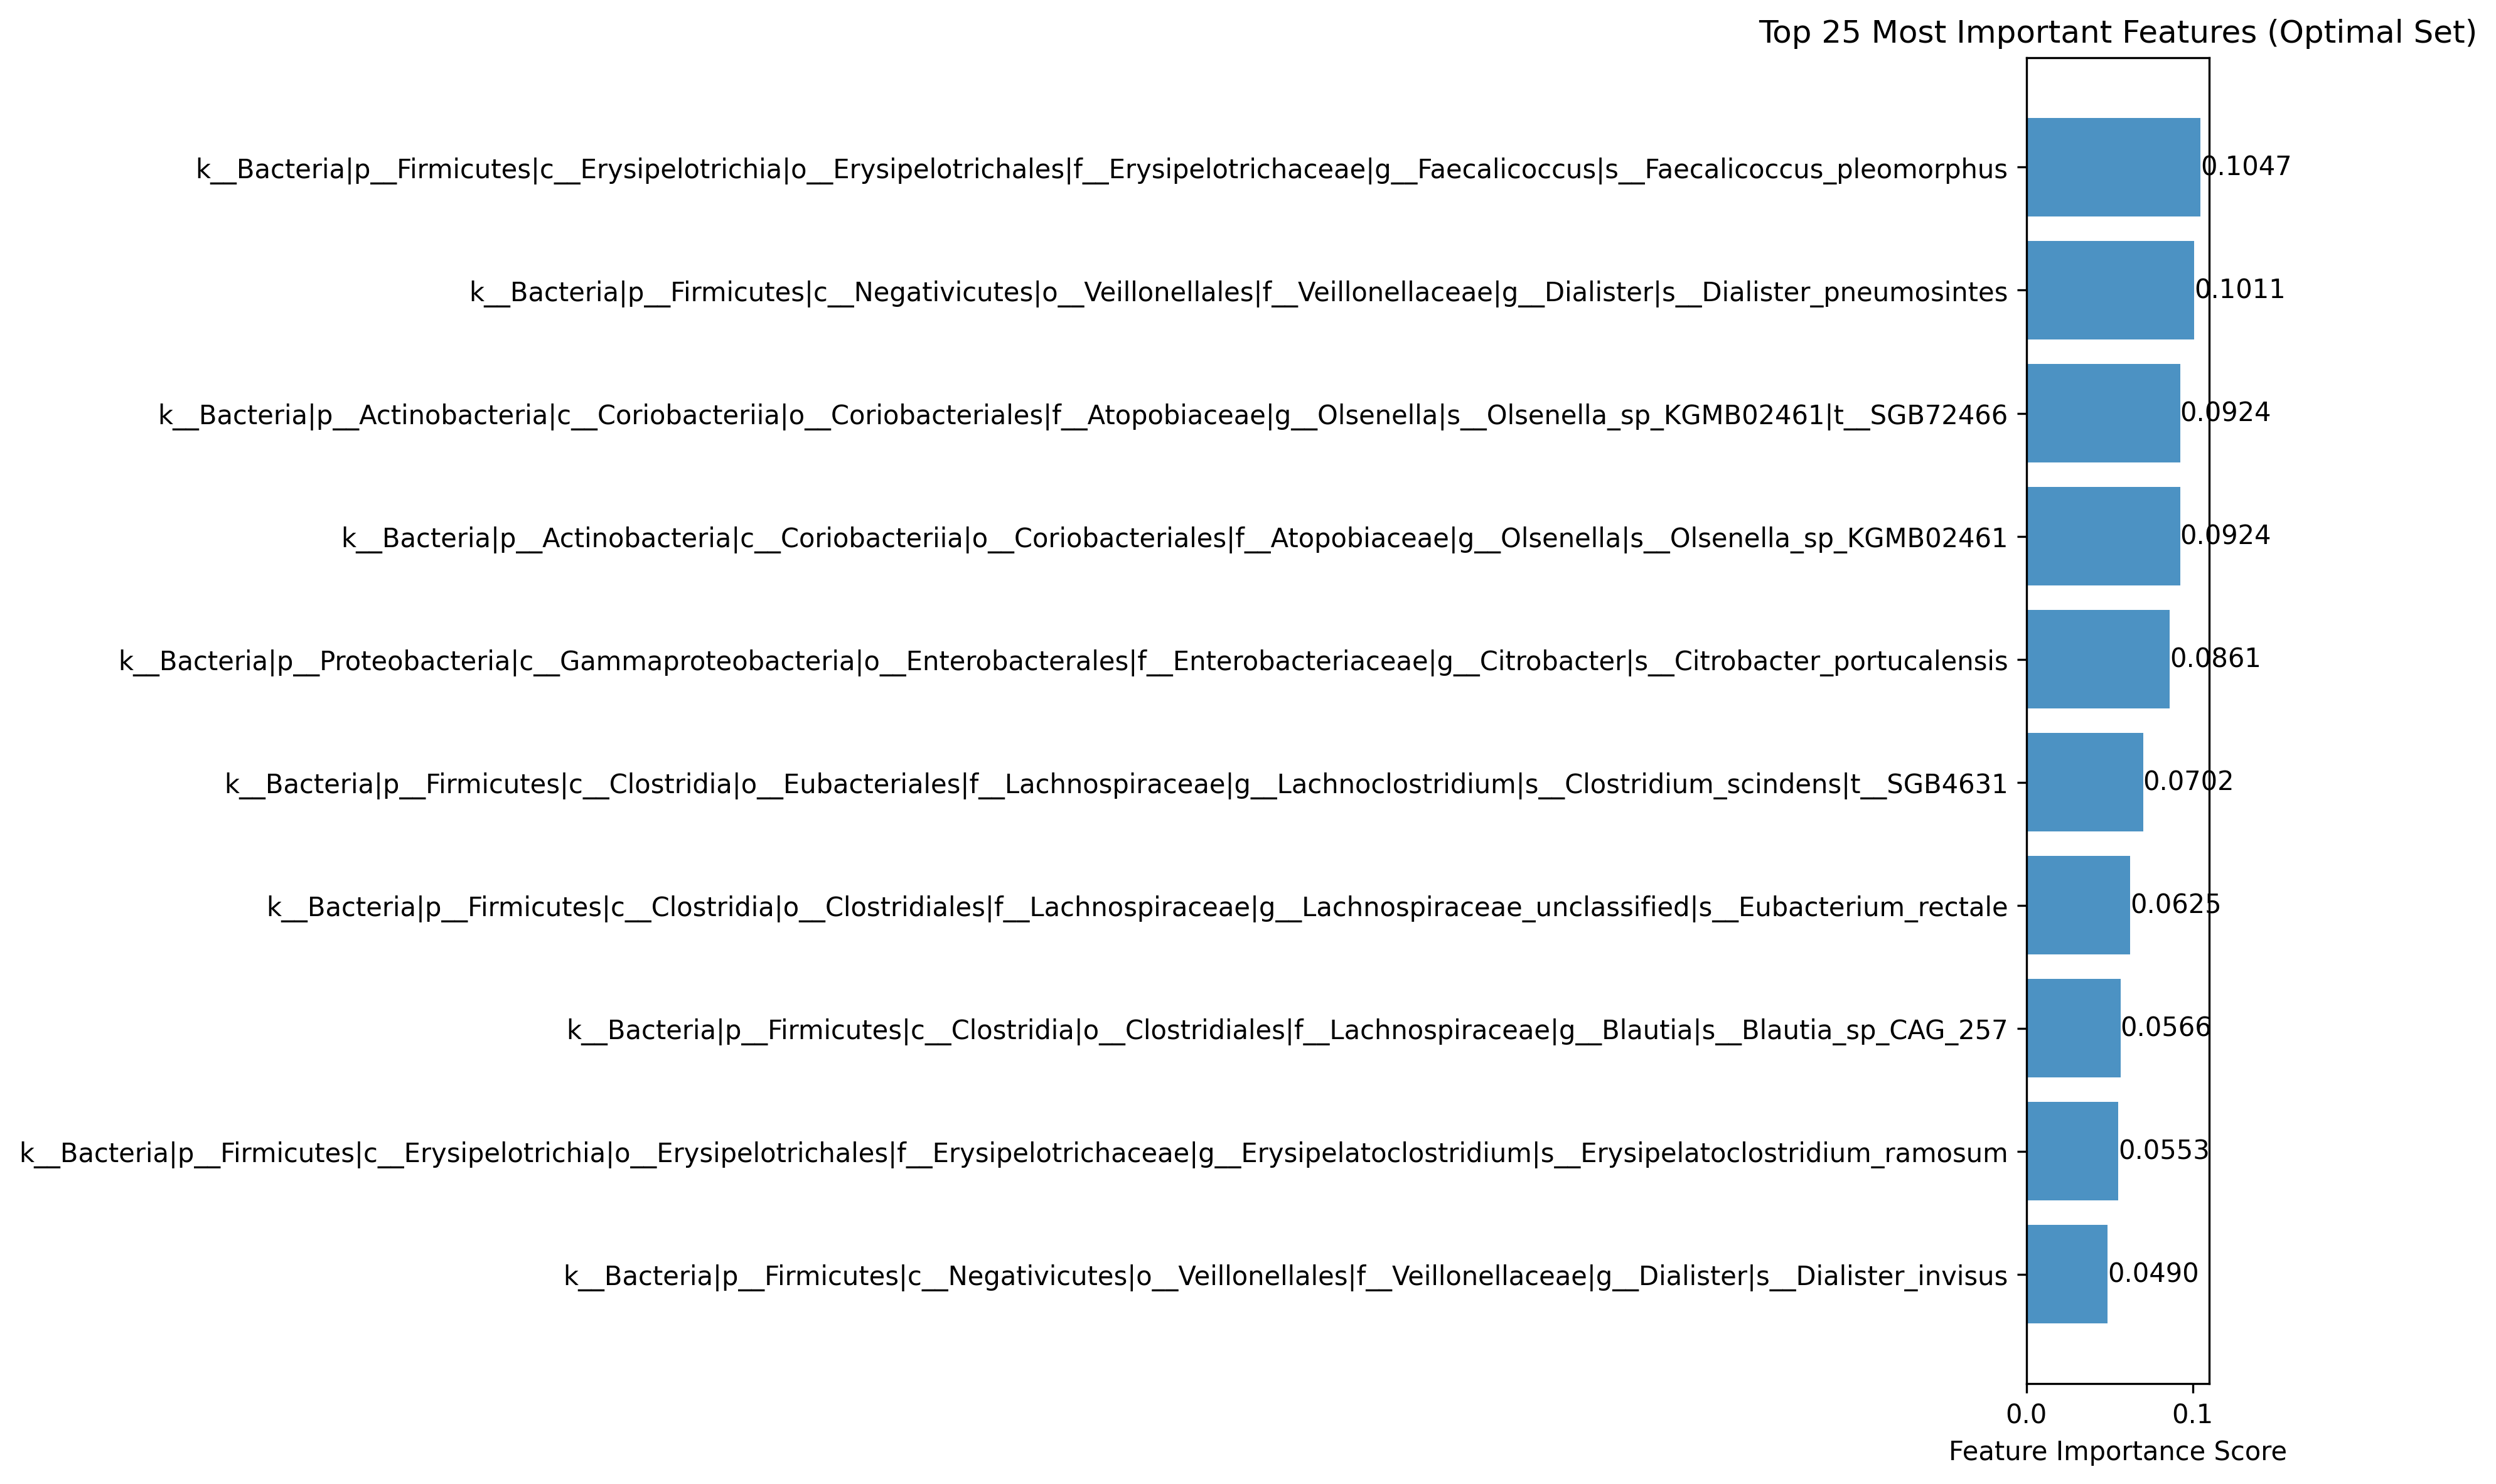 Top 25 Most Important Features (Optimal Set)
k__Bacteria|p__Firmicutes|c__Erysipelotrichia|o__Erysipelotrichales|f__Erysipelotrichaceae|g__Faecalicoccus|s__Faecalicoccus_pleomorphus 0.1047
k__Bacteria|p__Firmicutes|c__Negativicutes|o__Veillonellales|f__Veillonellaceae|g__Dialister|s__Dialister_pneumosintes 0.1011
k__Bacteria|p__Actinobacteria|c__Coriobacteriia|o__Coriobacteriales|f__Atopobiaceae|g__Olsenella|s__Olsenella_sp_KGMB02461|t__SGB72466 0.0924
k__Bacteria|p__Actinobacteria|c__Coriobacteriia|o__Coriobacteriales|f__Atopobiaceae|g__Olsenella|s__Olsenella_sp_KGMB02461 0.0924
k__Bacteria|p__Proteobacteria|c__Gammaproteobacteria|o__Enterobacterales|f__Enterobacteriaceae|g__Citrobacter|s__Citrobacter_portucalensis 0.0861
k__Bacteria|p__Firmicutes|c__Clostridia|o__Eubacteriales|f__Lachnospiraceae|g__Lachnoclostridium|s__Clostridium_scindens|t__SGB4631 0.0702
k__Bacteria|p__Firmicutes|c__Clostridia|o__Clostridiales|f__Lachnospiraceae|g__Lachnospiraceae_unclassified|s__Eubacterium_rectale 0.0625
k__Bacteria|p__Firmicutes|c__Clostridia|o__Clostridiales|f__Lachnospiraceae|g__Blautia|s__Blautia_sp_CAG_257 0.0566
k__Bacteria|p__Firmicutes|c__Erysipelotrichia|o__Erysipelotrichales|f__Erysipelotrichaceae|g__Erysipelatoclostridium|s__Erysipelatoclostridium_ramosum 0.0553
k__Bacteria|p__Firmicutes|c__Negativicutes|o__Veillonellales|f__Veillonellaceae|g__Dialister|s__Dialister_invisus 0.0490
0.0 0.1
Feature Importance Score